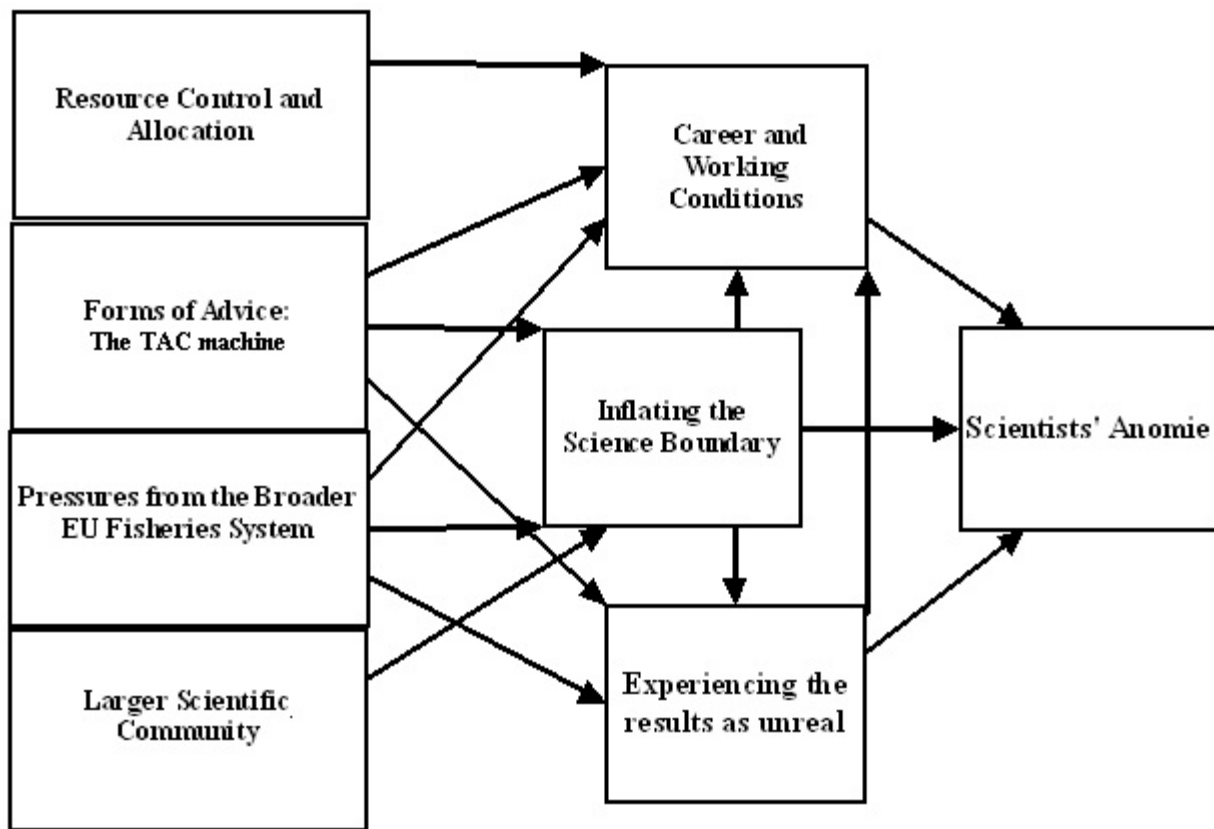 Resource Control and
Allocation
Forms of Advice:
The TAC machine
Pressures from the Broader
EU Fisheries System
Larger Scientific
Community
Career and
Working
Conditions
Inflating the
Science Boundary
Experiencing the
results as unreal
Scientists' Anomie